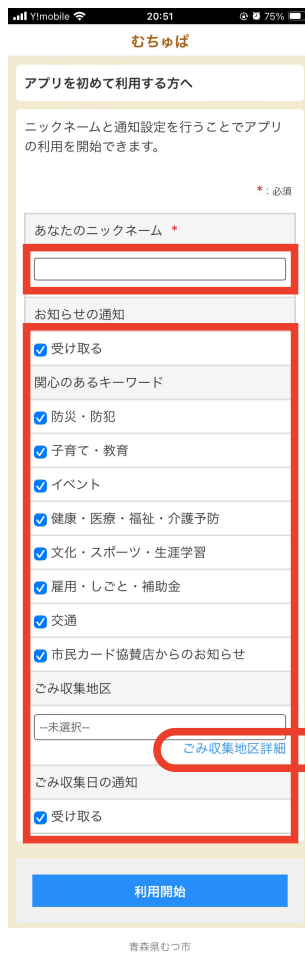 Y!mobile 20:51 75%
むちゅぱ
アプリを初めて利用する方へ
ニックネームと通知設定を行うことでアプリ
の利用を開始できます。
*：必須
あなたのニックネーム *
お知らせの通知
受け取る
関心のあるキーワード
防災・防犯
子育て・教育
イベント
健康・医療・福祉・介護予防
文化・スポーツ・生涯学習
雇用・しごと・補助金
交通
市民カード協賛店からのお知らせ
ごみ収集地区
--未選択--
ごみ収集地区詳細
ごみ収集日の通知
受け取る
利用開始
青森県むつ市